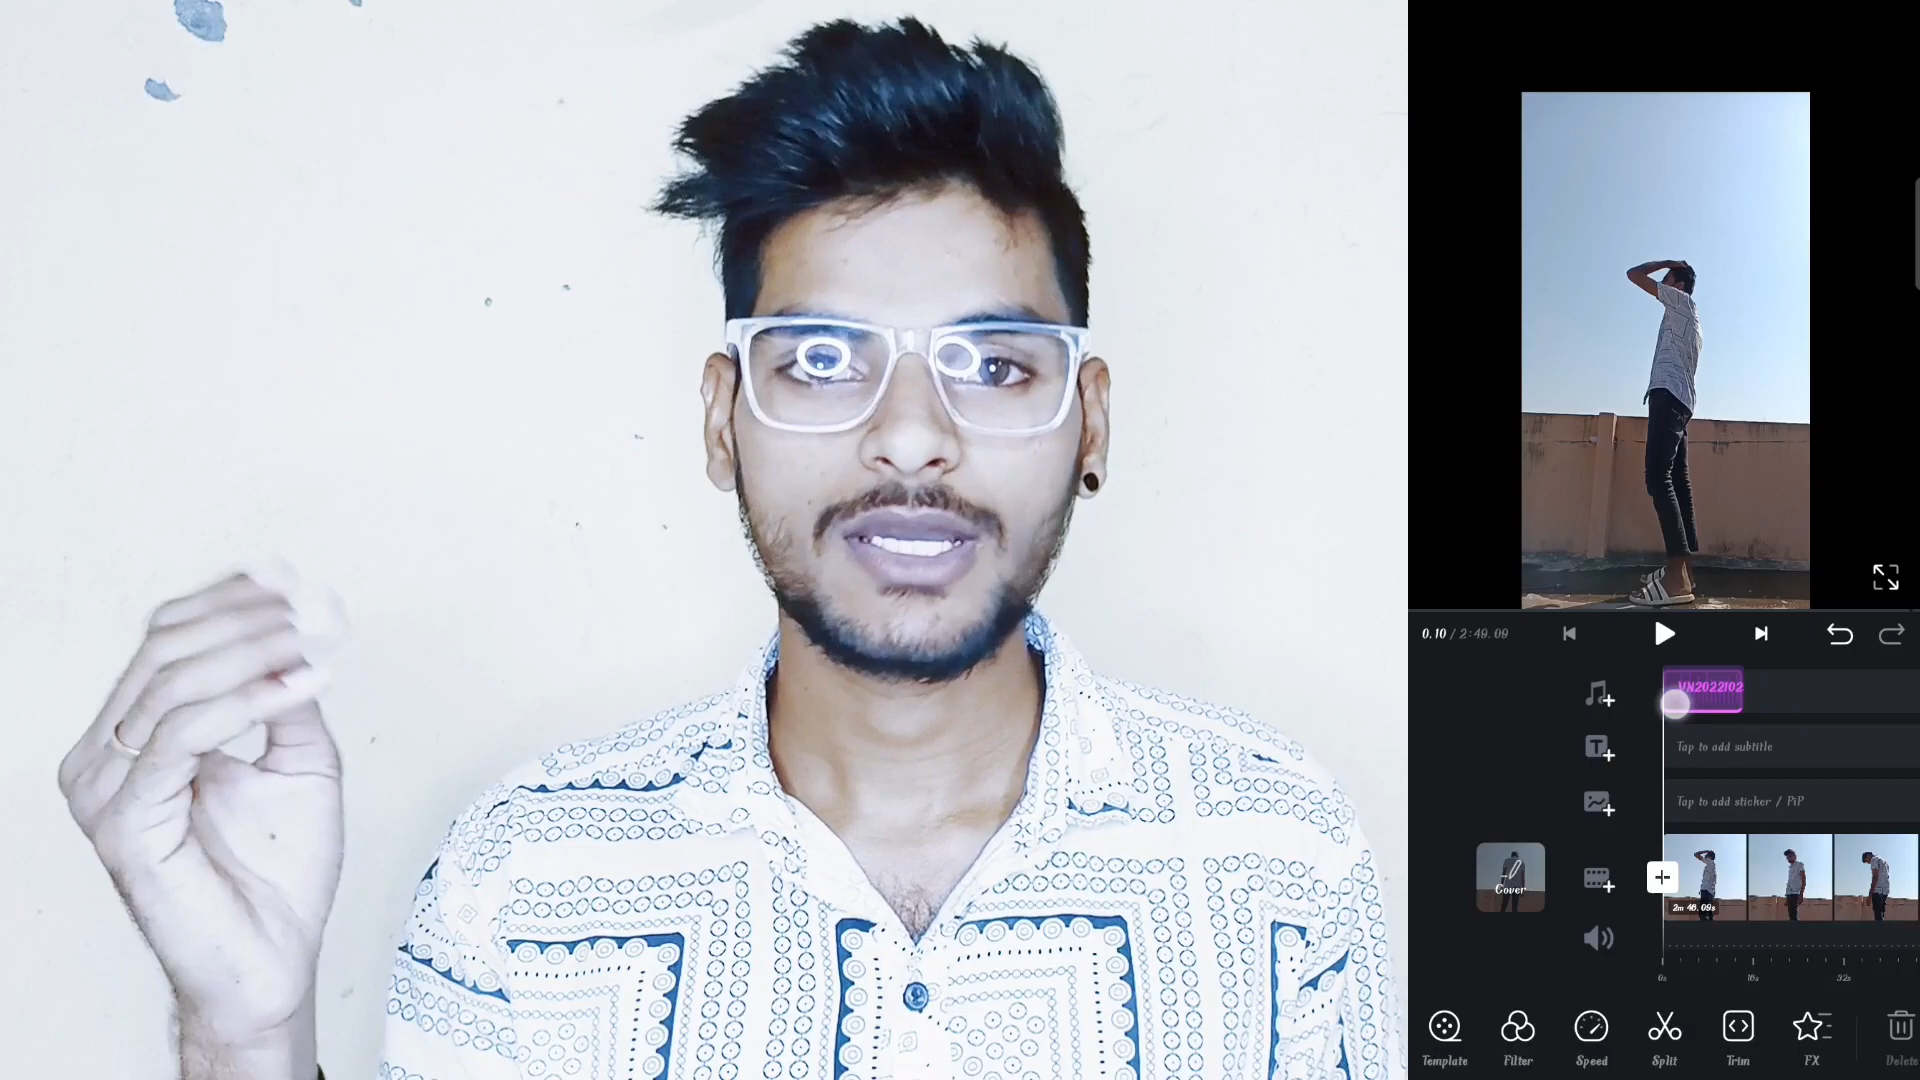 0.10 / 2:49.09
VN2022102
Tap to add subtitle
Tap to add sticker / PiP
Cover
2m 46.09s
0s 16s 32s
Template Filter Speed Split Trim FX Delete